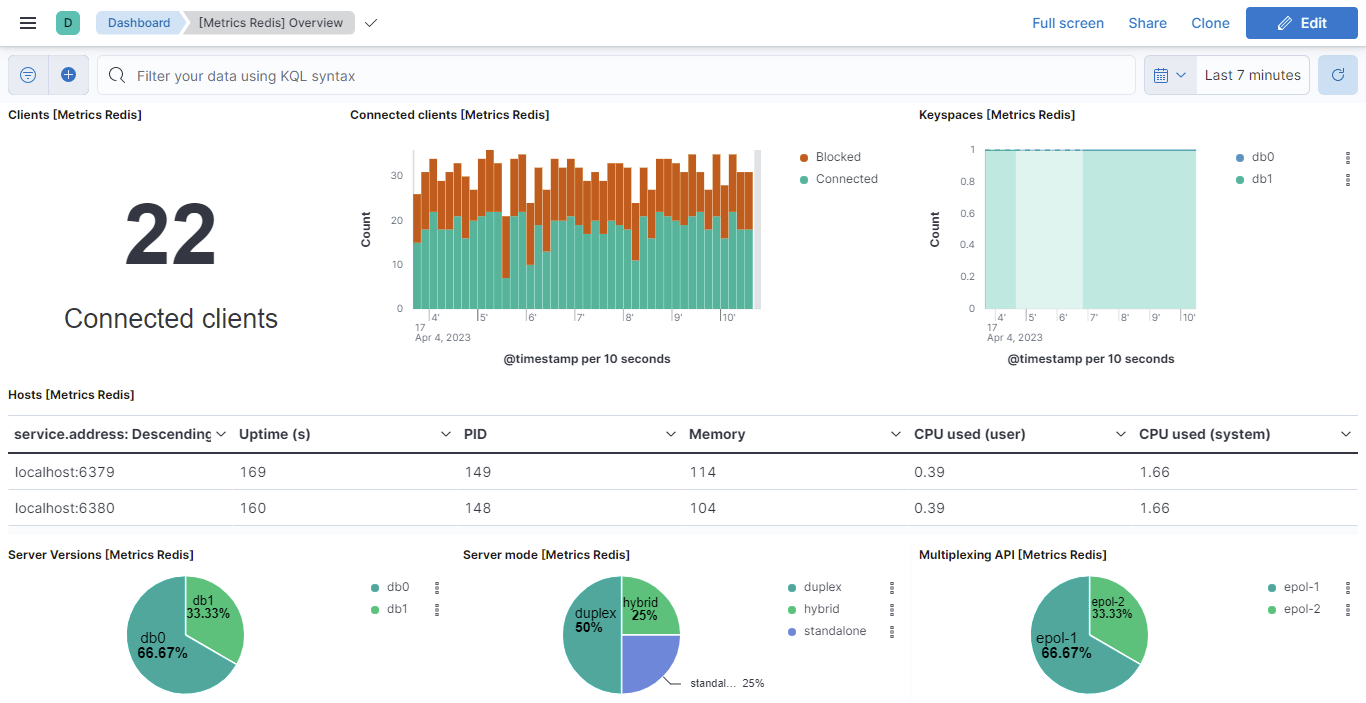 D
Dashboard
[Metrics Redis] Overview
Full screen
Share
Clone
Edit
Filter your data using KQL syntax
Last 7 minutes
Clients [Metrics Redis]
22
Connected clients
Connected clients [Metrics Redis]
Count
30
20
10
0
4'
5'
6'
7'
8'
9'
10'
17
Apr 4, 2023
@timestamp per 10 seconds
Blocked
Connected
Keyspaces [Metrics Redis]
Count
1
0.8
0.6
0.4
0.2
0
4'
5'
6'
7'
8'
9'
10'
17
Apr 4, 2023
@timestamp per 10 seconds
db0
db1
Hosts [Metrics Redis]
service.address: Descending Uptime (s) PID Memory CPU used (user) CPU used (system)
localhost:6379 169 149 114 0.39 1.66
localhost:6380 160 148 104 0.39 1.66
Server Versions [Metrics Redis]
db1
33.33%
db0
66.67%
db0
db1
Server mode [Metrics Redis]
hybrid
25%
duplex
50%
standal... 25%
duplex
hybrid
standalone
Multiplexing API [Metrics Redis]
epol-2
33.33%
epol-1
66.67%
epol-1
epol-2